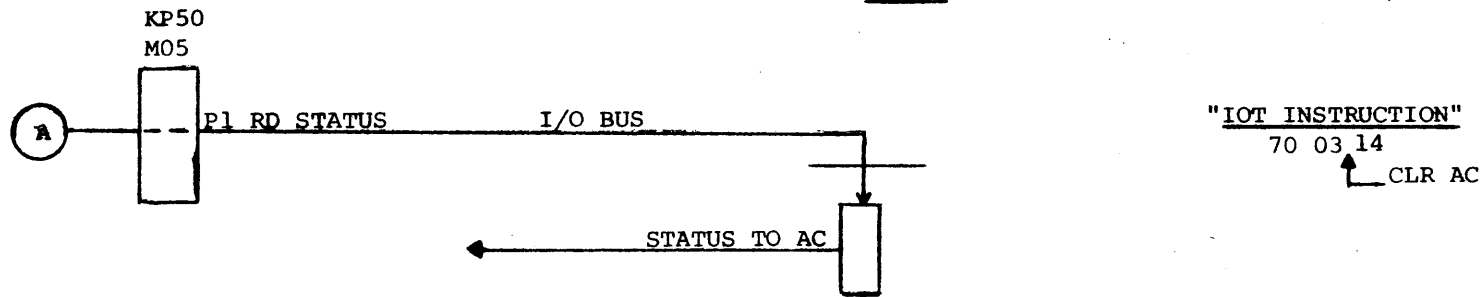 KP50
M05
A
P1 RD STATUS
I/O BUS
STATUS TO AC
"IOT INSTRUCTION"
70 03 14
CLR AC